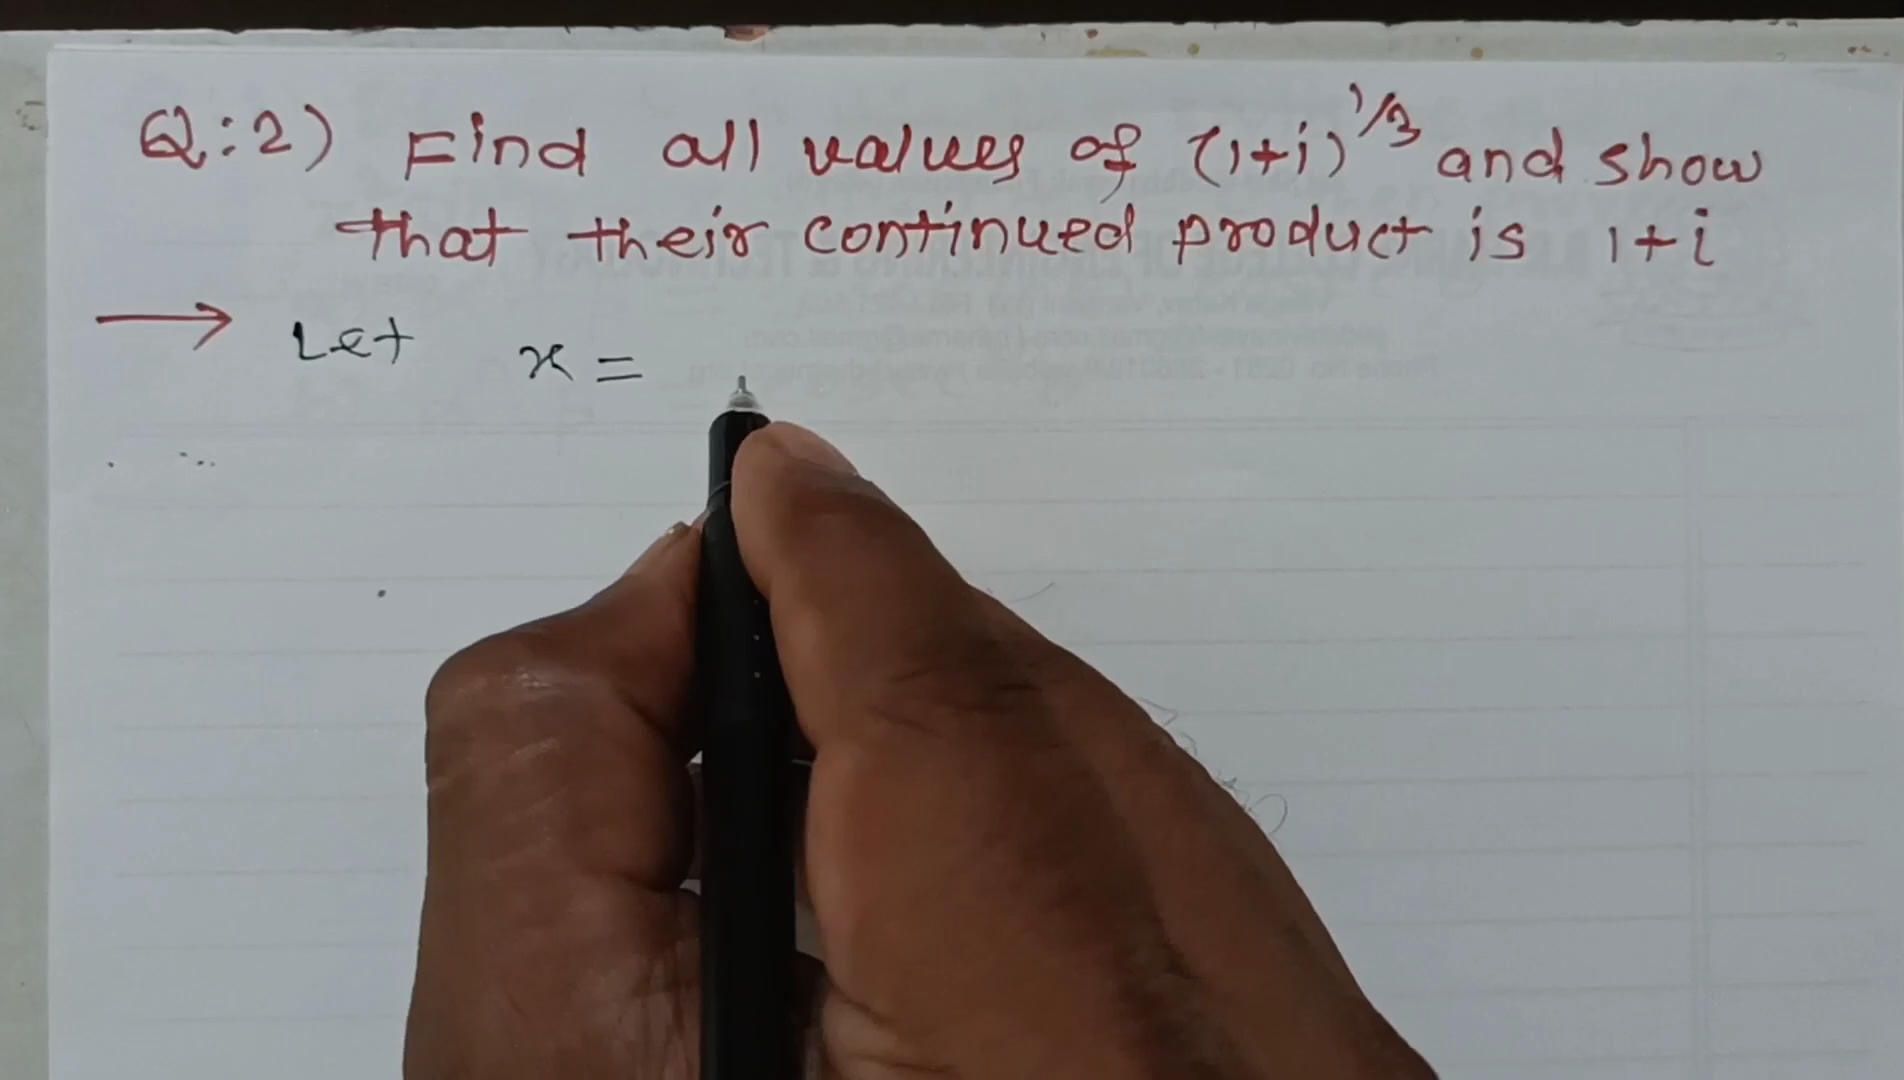 Q:2) Find all values of (1+i)^1/3 and show
that their continued product is 1+i
→ Let x =